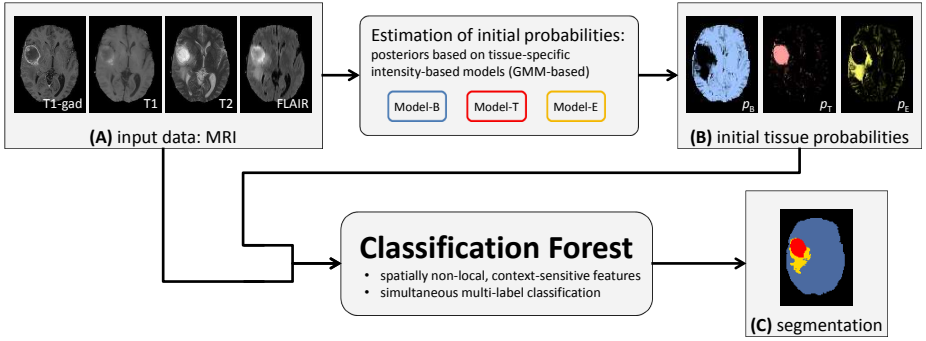 T1-gad
T1
T2
FLAIR
(A) input data: MRI
Estimation of initial probabilities:
posteriors based on tissue-specific
intensity-based models (GMM-based)
Model-B
Model-T
Model-E
pB
pT
pE
(B) initial tissue probabilities
Classification Forest
• spatially non-local, context-sensitive features
• simultaneous multi-label classification
(C) segmentation